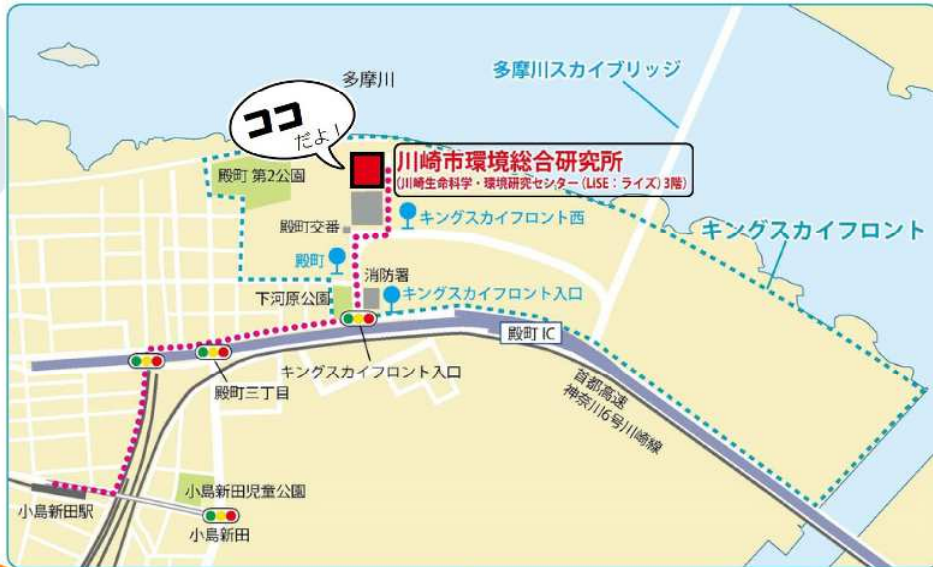 多摩川
多摩川スカイブリッジ
ココ
だよ！
川崎市環境総合研究所
(川崎生命科学・環境研究センター(LiSE：ライズ)3階)
殿町 第2公園
キングスカイフロント西
キングスカイフロント
殿町交番
殿町
消防署
下河原公園
キングスカイフロント入口
殿町 IC
キングスカイフロント入口
殿町三丁目
首都高速
神奈川6号川崎線
小島新田児童公園
小島新田駅
小島新田